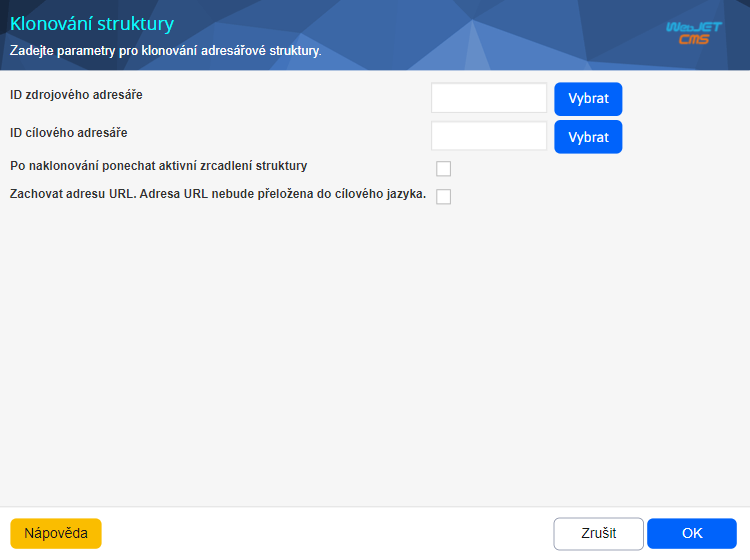 Klonování struktury
Zadejte parametry pro klonování adresářové struktury.
WebJET
CMS
ID zdrojového adresáře
Vybrat
ID cílového adresáře
Vybrat
Po naklonování ponechat aktivní zrcadlení struktury
Zachovat adresu URL. Adresa URL nebude přeložena do cílového jazyka.
Nápověda
Zrušit
OK